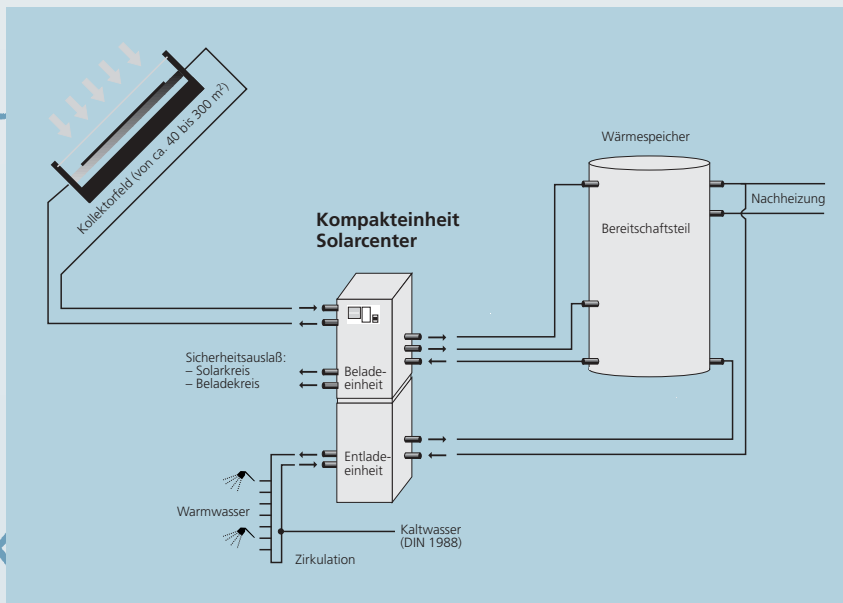 Kollektorfeld (von ca. 40 bis 300 m²)
Wärmespeicher
Nachheizung
Kompakteinheit
Solarcenter
Bereitschaftsteil
Sicherheitsauslaß:
– Solarkreis
– Beladekreis
Belade-
einheit
Entlade-
einheit
Warmwasser
Kaltwasser
(DIN 1988)
Zirkulation